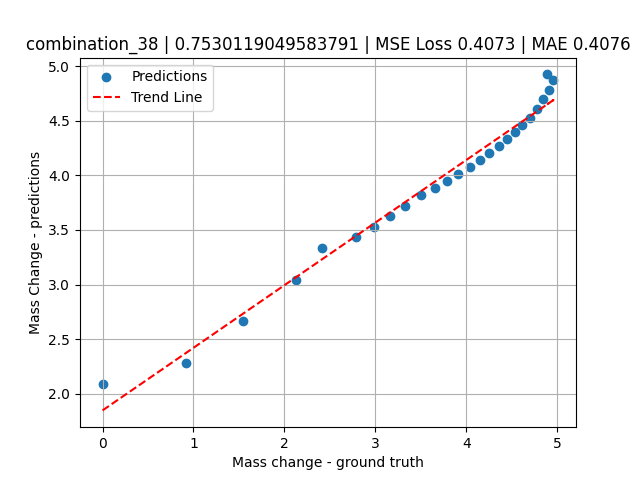 combination_38 | 0.7530119049583791 | MSE Loss 0.4073 | MAE 0.4076
Predictions
Trend Line
5.0
4.5
4.0
3.5
3.0
2.5
2.0
Mass Change - predictions
0 1 2 3 4 5
Mass change - ground truth